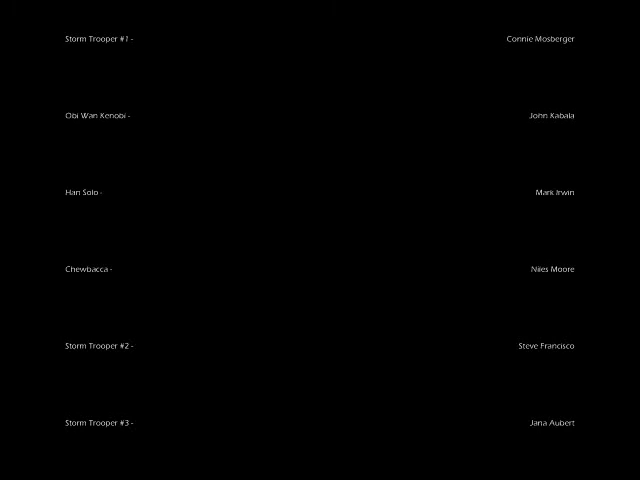 Storm Trooper #1 - Connie Mosberger
Obi Wan Kenobi - John Kabala
Han Solo - Mark Irwin
Chewbacca - Niles Moore
Storm Trooper #2 - Steve Francisco
Storm Trooper #3 - Jana Aubert